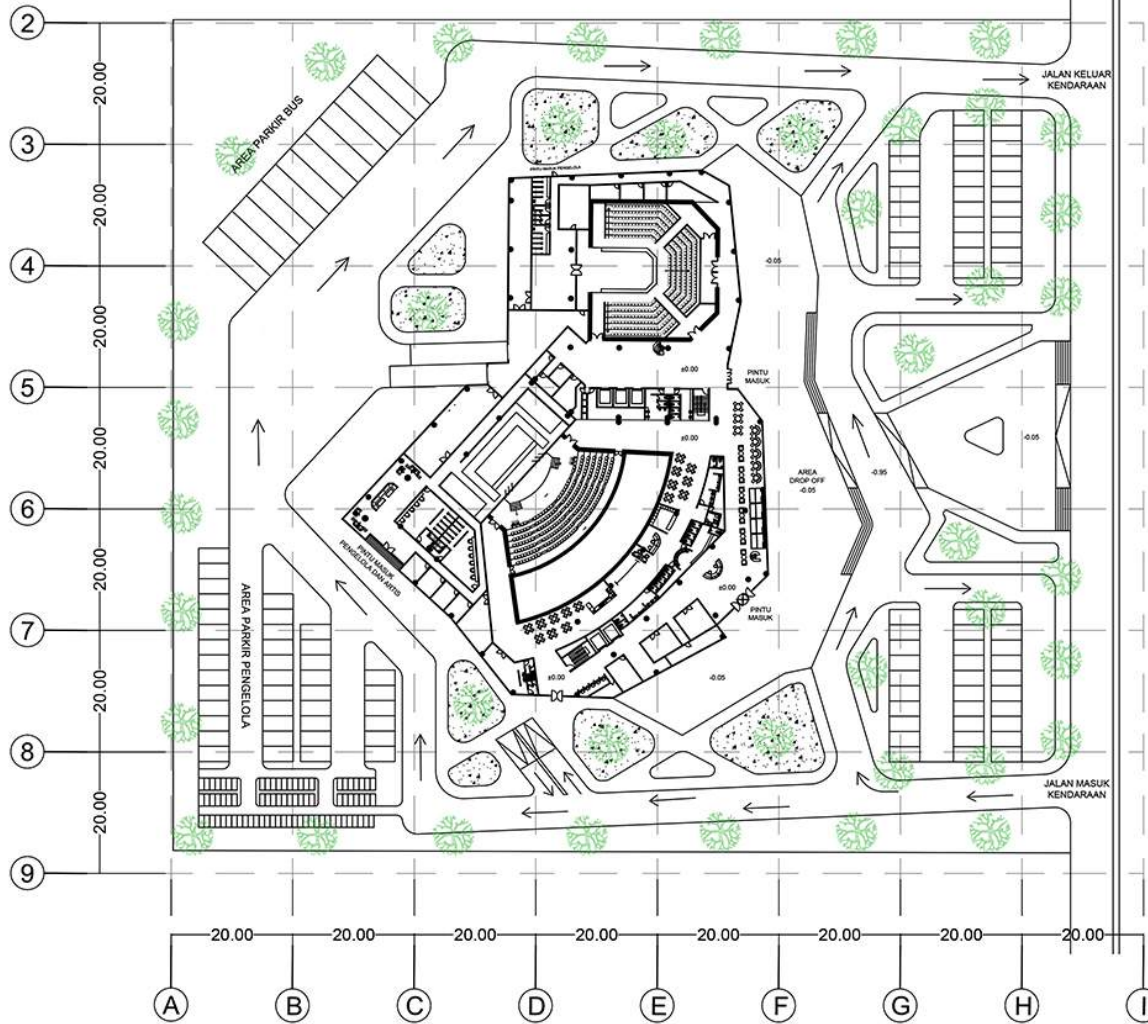 2
3
4
5
6
7
8
9
20.00
20.00
20.00
20.00
20.00
20.00
20.00
JALAN KELUAR
KENDARAAN
AREA PARKIR BUS
-0.05
±0.00
PINTU
MASUK
±0.00
-0.05
AREA
DROP OFF
-0.05
-0.95
PINTU MASUK
PENGELOLA DAN ARTIS
±0.00
PINTU
MASUK
AREA PARKIR PENGELOLA
±0.00
-0.05
JALAN MASUK
KENDARAAN
20.00 20.00 20.00 20.00 20.00 20.00 20.00 20.00
A B C D E F G H I